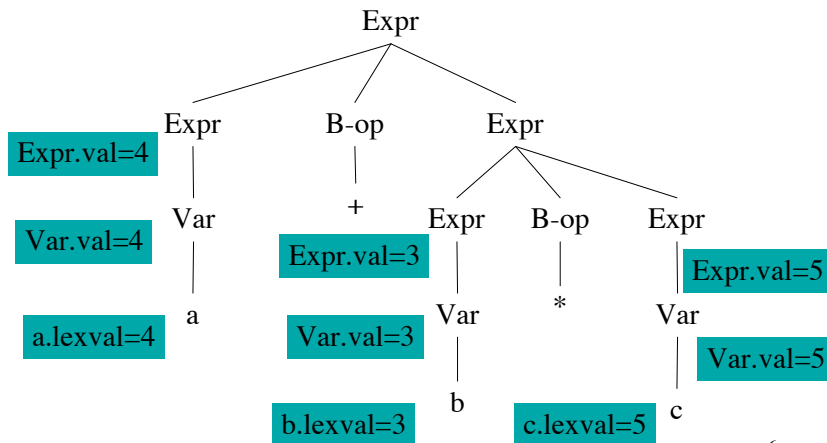 Expr
Expr B-op Expr
Expr.val=4
Var + Expr B-op Expr
Var.val=4
Expr.val=3 Expr.val=5
a.lexval=4 a Var * Var
Var.val=3 Var.val=5
b.lexval=3 b c.lexval=5 c